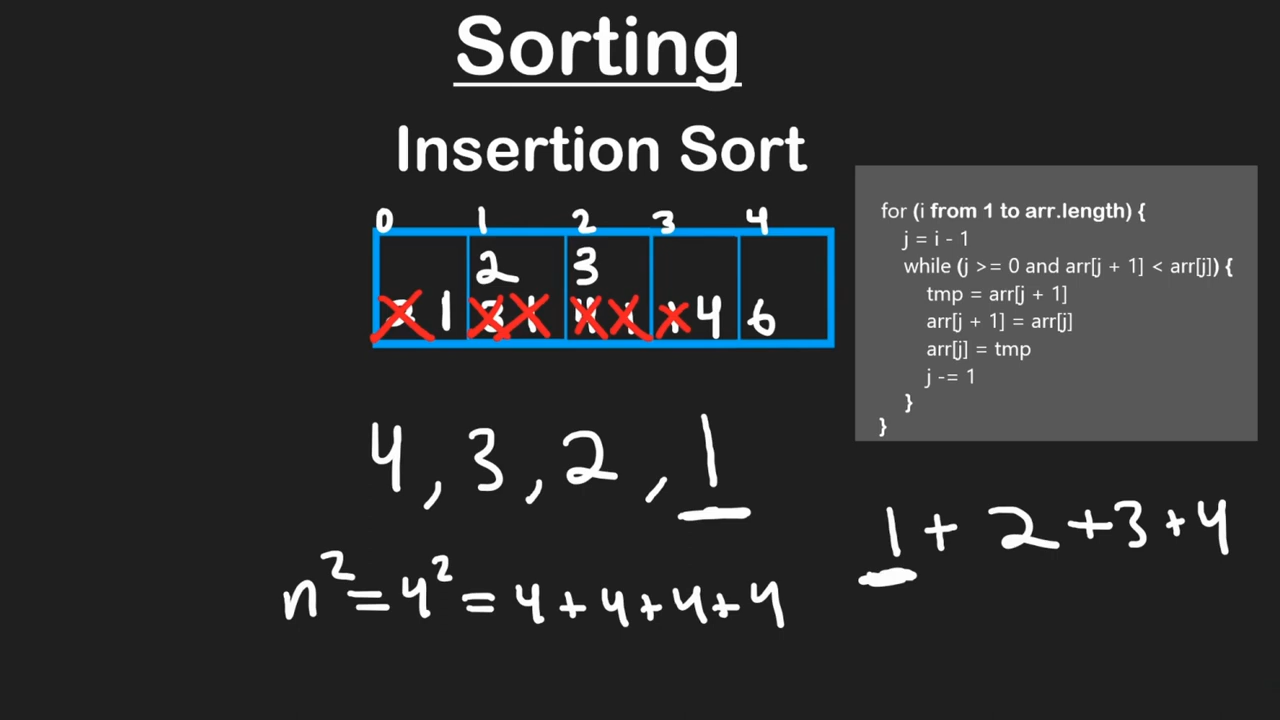 Sorting
Insertion Sort
0 1 2 3 4
2 3
1 4 6
for (i from 1 to arr.length) {
j = i - 1
while (j >= 0 and arr[j + 1] < arr[j]) {
tmp = arr[j + 1]
arr[j + 1] = arr[j]
arr[j] = tmp
j -= 1
}
}
4, 3, 2, 1
1 + 2 + 3 + 4
n² = 4² = 4 + 4 + 4 + 4